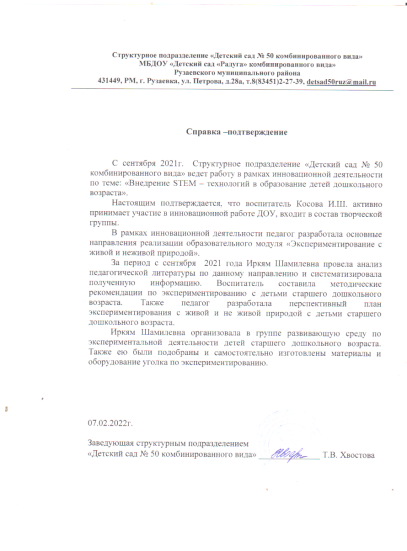 Структурное подразделение «Детский сад № 50 комбинированного вида»
МБДОУ «Детский сад «Радуга» комбинированного вида»
Рузаевского муниципального района
431449, РМ, г. Рузаевка, ул. Петрова, д.28а, т.8(83451)2-27-39, detsad50ruz@mail.ru
Справка –подтверждение
С сентября 2021г. Структурное подразделение «Детский сад № 50
комбинированного вида» ведет работу в рамках инновационной деятельности
по теме: «Внедрение STEM – технологий в образование детей дошкольного
возраста».
Настоящим подтверждается, что воспитатель Косова И.Ш. активно
принимает участие в инновационной работе ДОУ, входит в состав творческой
группы.
В рамках инновационной деятельности педагог разработала основные
направления реализации образовательного модуля «Экспериментирование с
живой и неживой природой».
За период с сентября 2021 года Иркям Шамилевна провела анализ
педагогической литературы по данному направлению и систематизировала
полученную информацию. Воспитатель составила методические
рекомендации по экспериментированию с детьми старшего дошкольного
возраста. Также педагог разработала перспективный план
экспериментирования с живой и не живой природой с детьми старшего
дошкольного возраста.
Иркям Шамилевна организовала в группе развивающую среду по
экспериментальной деятельности детей старшего дошкольного возраста.
Также ею были подобраны и самостоятельно изготовлены материалы и
оборудование уголка по экспериментированию.
07.02.2022г.
Заведующая структурным подразделением
«Детский сад № 50 комбинированного вида» Т.В. Хвостова